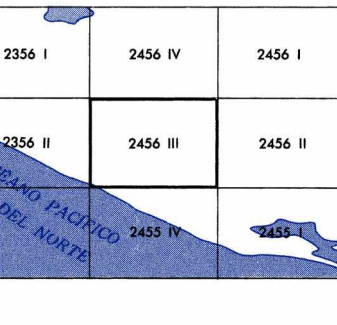 2356 I 2456 IV 2456 I
2356 II 2456 III 2456 II
OCEANO PACIFICO
DEL NORTE
2455 IV 2455 I